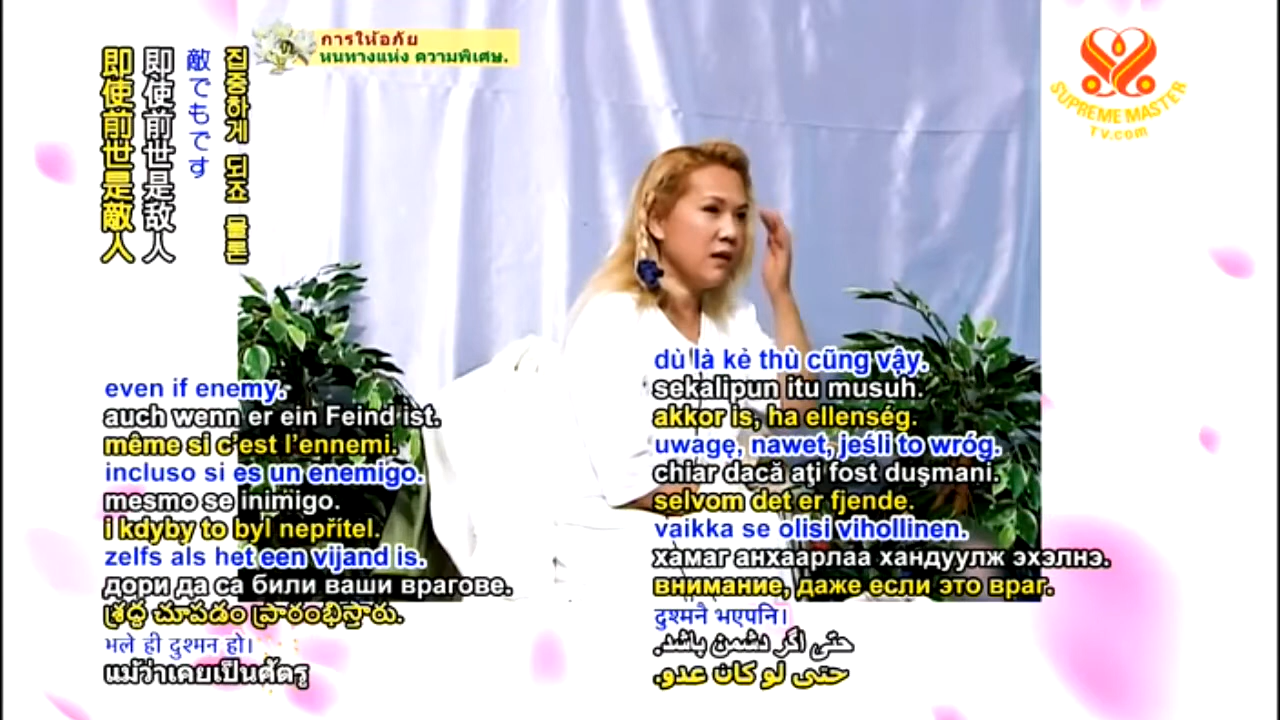 การให้อภัย
หนทางแห่ง ความพิเศษ.
SUPREME MASTER
TV.com
即使前世是敵人
即使前世是敌人
敵でもです
집중하게 되죠 물론
even if enemy.
auch wenn er ein Feind ist.
même si c'est l'ennemi.
incluso si es un enemigo.
mesmo se inimigo.
i kdyby to byl nepřítel.
zelfs als het een vijand is.
дори да са били ваши врагове.
శ్రద్ధ చూపడం ప్రారంభిస్తారు.
भले ही दुश्मन हो।
แม้ว่าเคยเป็นศัตรู
dù là kẻ thù cũng vậy.
sekalipun itu musuh.
akkor is, ha ellenség.
uwagę, nawet, jeśli to wróg.
chiar dacă aţi fost duşmani.
selvom det er fjende.
vaikka se olisi vihollinen.
хамаг анхаарлаа хандуулж эхэлнэ.
внимание, даже если это враг.
दुश्मनै भएपनि।
حتی اگر دشمن باشد.
حتى لو كان عدو.